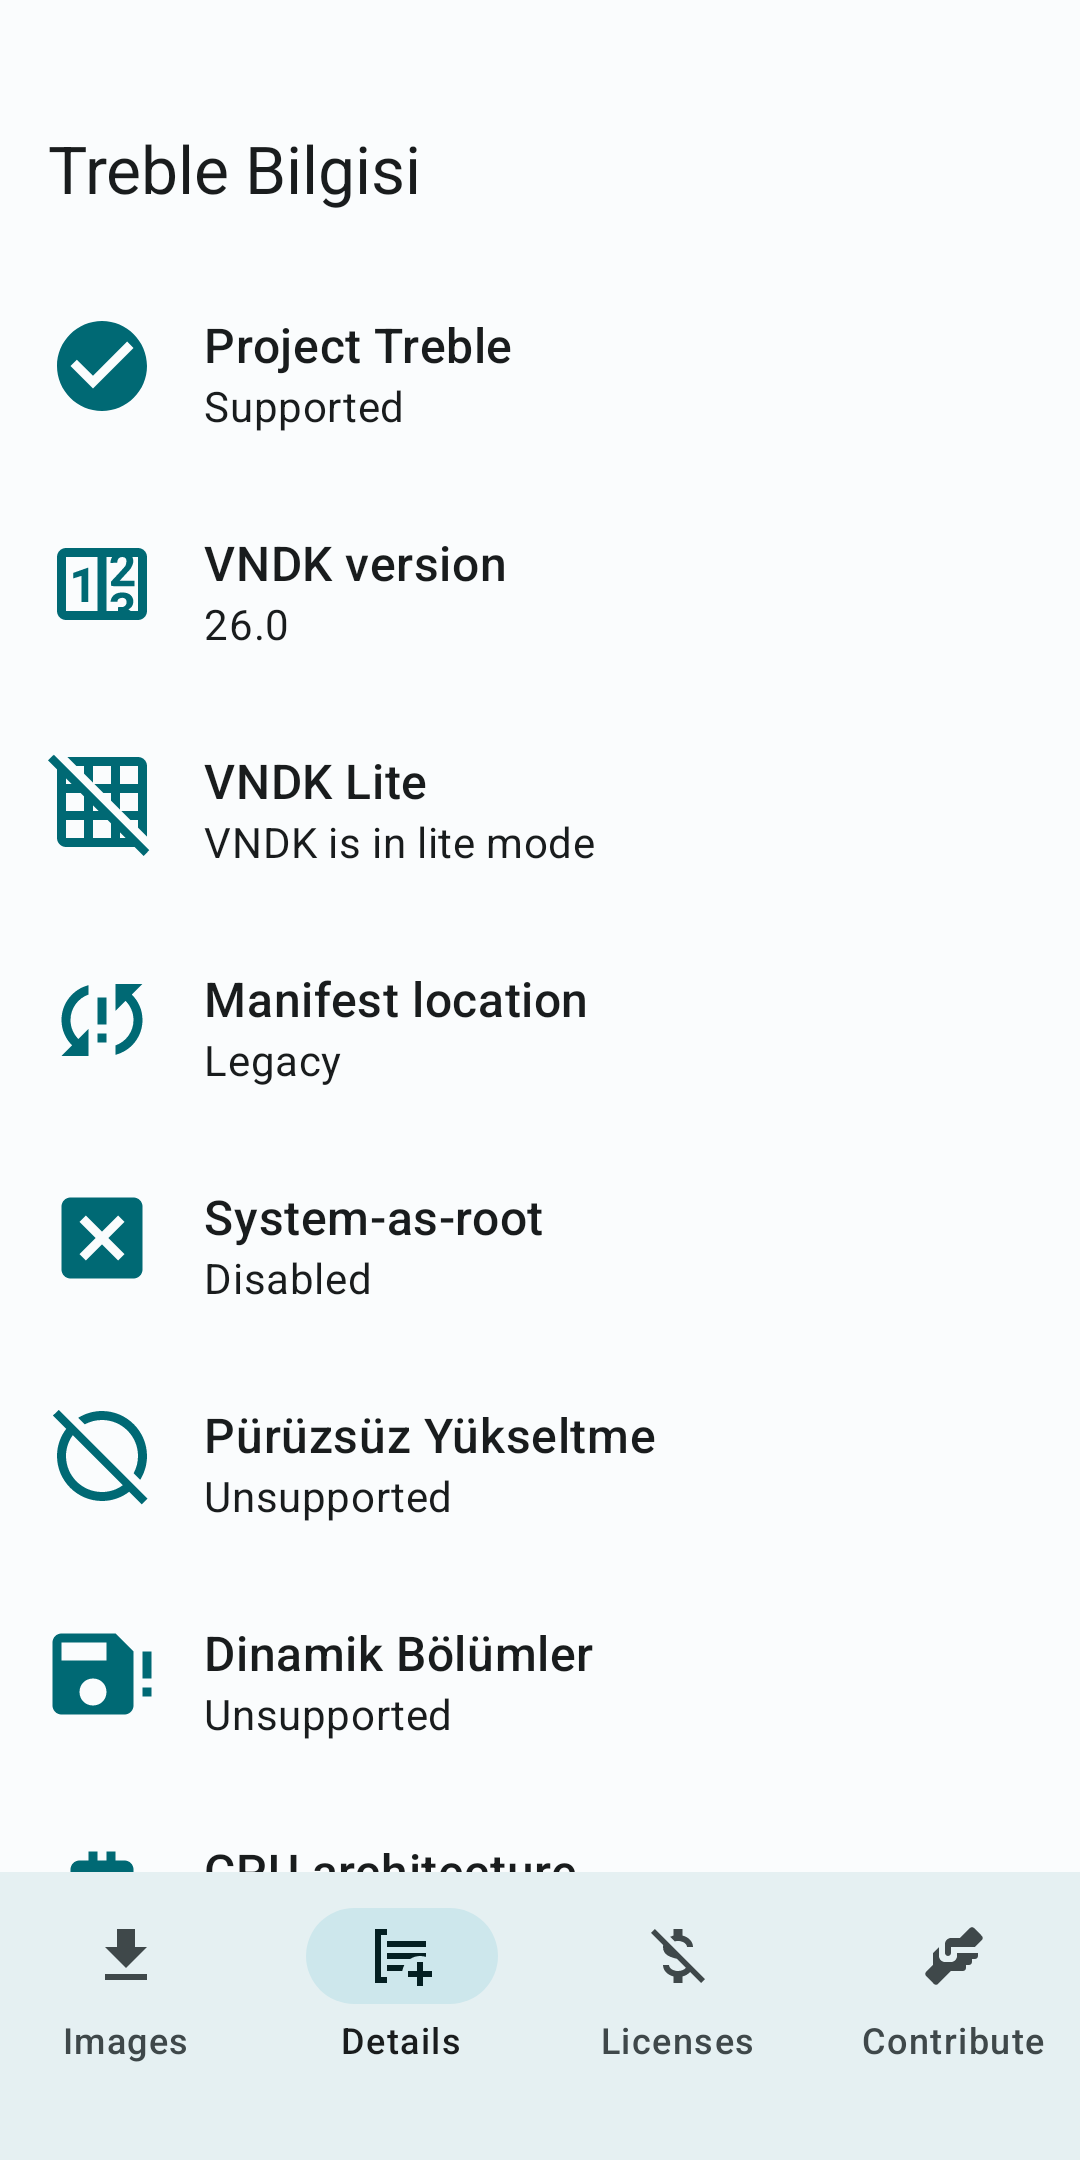 Treble Bilgisi
Project Treble
Supported
VNDK version
26.0
VNDK Lite
VNDK is in lite mode
Manifest location
Legacy
System-as-root
Disabled
Pürüzsüz Yükseltme
Unsupported
Dinamik Bölümler
Unsupported
CPU architecture
Images
Details
Licenses
Contribute